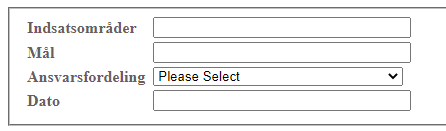 Indsatsområder
Mål
Ansvarsfordeling Please Select
Dato